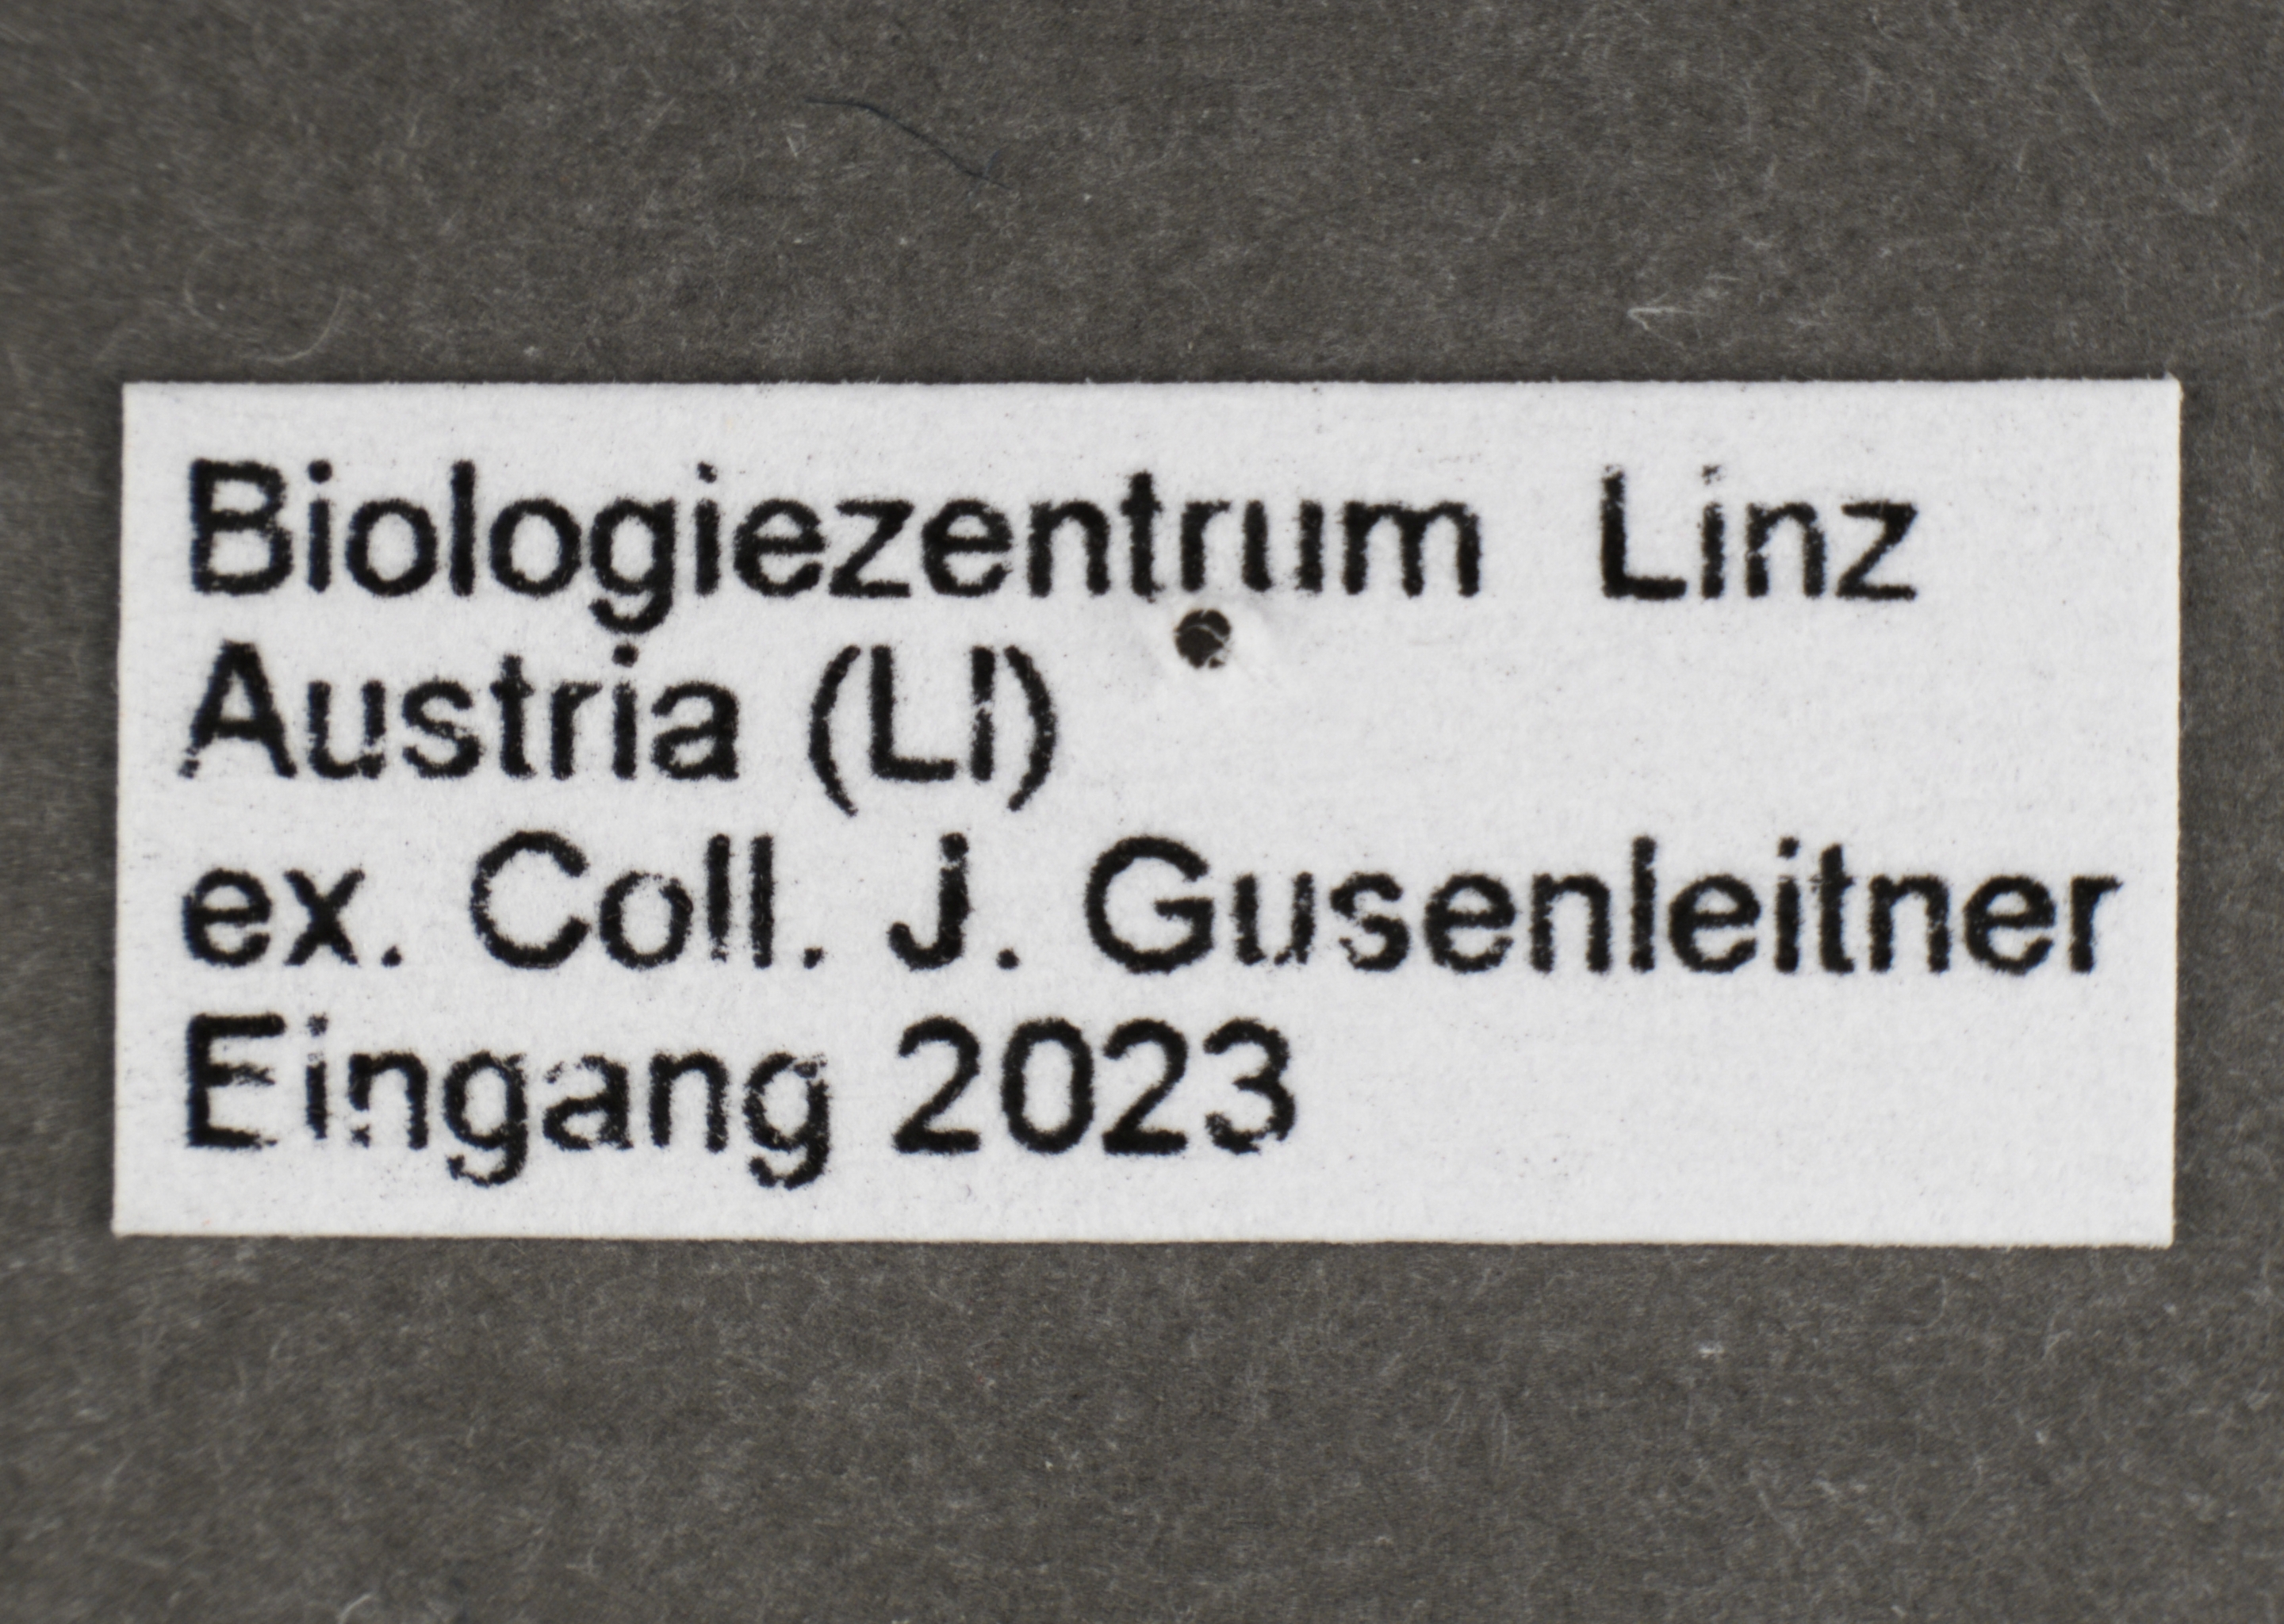 Biologiezentrum Linz
Austria (LI)
ex. Coll. J. Gusenleitner
Eingang 2023